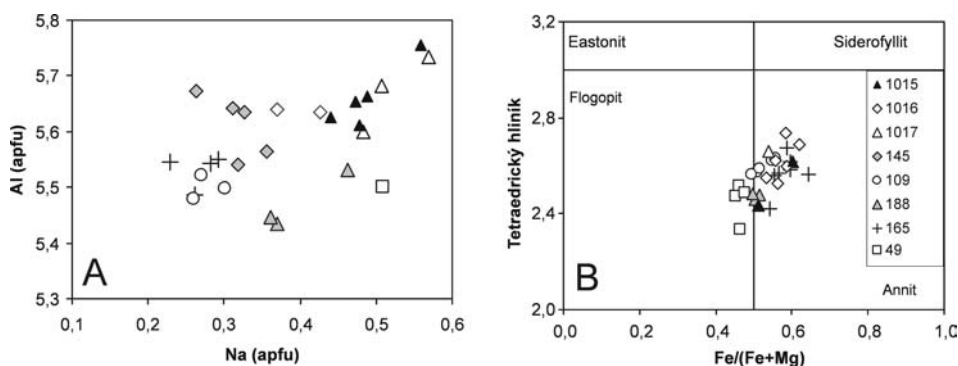 5,8
5,7
5,6
5,5
5,4
5,3
Al (apfu)
A
0,1 0,2 0,3 0,4 0,5 0,6
Na (apfu)
3,2
2,8
2,4
2,0
Tetraedrický hliník
Eastonit Siderofyllit
Flogopit
1015
1016
1017
145
109
188
165
49
B
Annit
0,0 0,2 0,4 0,6 0,8 1,0
Fe/(Fe+Mg)